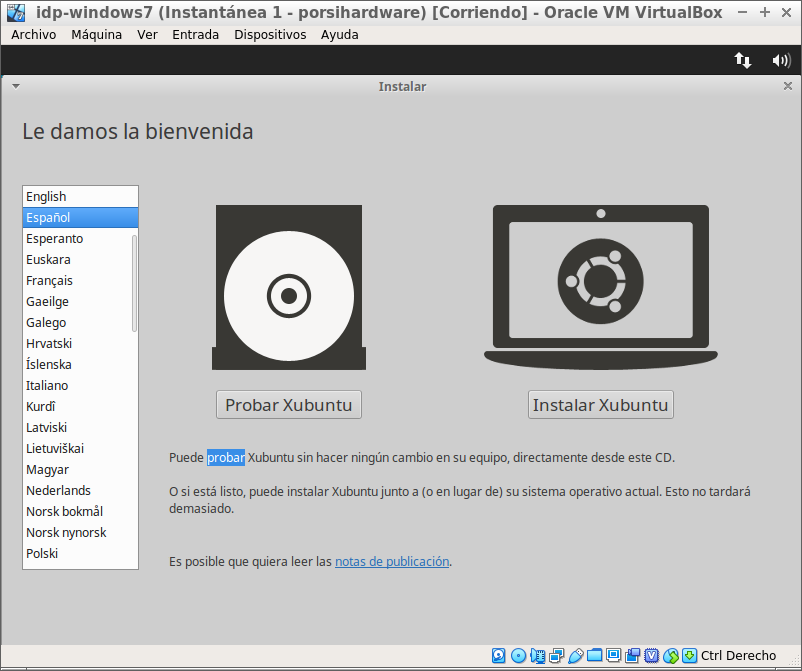 idp-windows7 (Instantánea 1 - porsihardware) [Corriendo] - Oracle VM VirtualBox
Archivo Máquina Ver Entrada Dispositivos Ayuda
Instalar
Le damos la bienvenida
English
Español
Esperanto
Euskara
Français
Gaeilge
Galego
Hrvatski
Íslenska
Italiano
Kurdî
Latviski
Lietuviškai
Magyar
Nederlands
Norsk bokmål
Norsk nynorsk
Polski
Probar Xubuntu
Instalar Xubuntu
Puede probar Xubuntu sin hacer ningún cambio en su equipo, directamente desde este CD.
O si está listo, puede instalar Xubuntu junto a (o en lugar de) su sistema operativo actual. Esto no tardará
demasiado.
Es posible que quiera leer las notas de publicación.
Ctrl Derecho